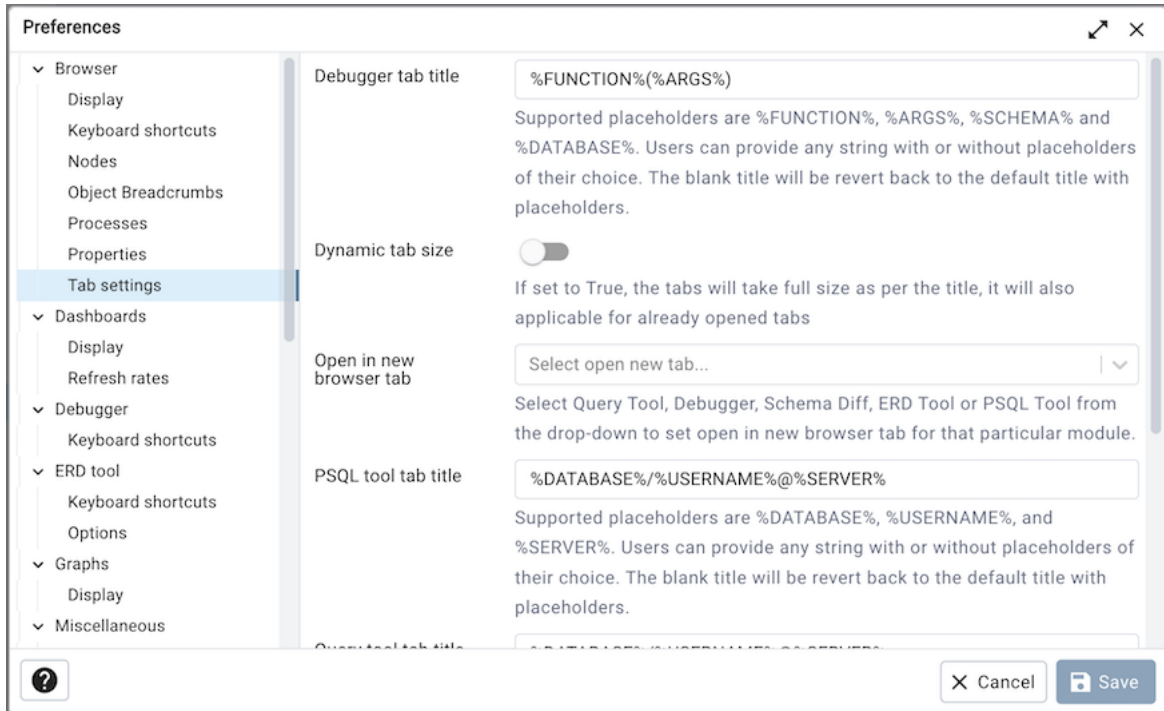 Preferences
Browser
Display
Keyboard shortcuts
Nodes
Object Breadcrumbs
Processes
Properties
Tab settings
Dashboards
Display
Refresh rates
Debugger
Keyboard shortcuts
ERD tool
Keyboard shortcuts
Options
Graphs
Display
Miscellaneous
Debugger tab title
%FUNCTION%(%ARGS%)
Supported placeholders are %FUNCTION%, %ARGS%, %SCHEMA% and
%DATABASE%. Users can provide any string with or without placeholders
of their choice. The blank title will be revert back to the default title with
placeholders.
Dynamic tab size
If set to True, the tabs will take full size as per the title, it will also
applicable for already opened tabs
Open in new
browser tab
Select open new tab...
Select Query Tool, Debugger, Schema Diff, ERD Tool or PSQL Tool from
the drop-down to set open in new browser tab for that particular module.
PSQL tool tab title
%DATABASE%/%USERNAME%@%SERVER%
Supported placeholders are %DATABASE%, %USERNAME%, and
%SERVER%. Users can provide any string with or without placeholders of
their choice. The blank title will be revert back to the default title with
placeholders.
Query tool tab title
%DATABASE%/%USERNAME%@%SERVER%
?
Cancel
Save